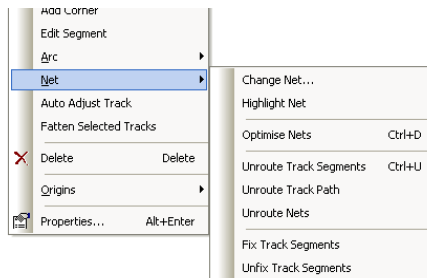 Add Corner
Edit Segment
Arc
Net
Auto Adjust Track
Fatten Selected Tracks
Delete Delete
Origins
Properties... Alt+Enter
Change Net...
Highlight Net
Optimise Nets Ctrl+D
Unroute Track Segments Ctrl+U
Unroute Track Path
Unroute Nets
Fix Track Segments
Unfix Track Segments